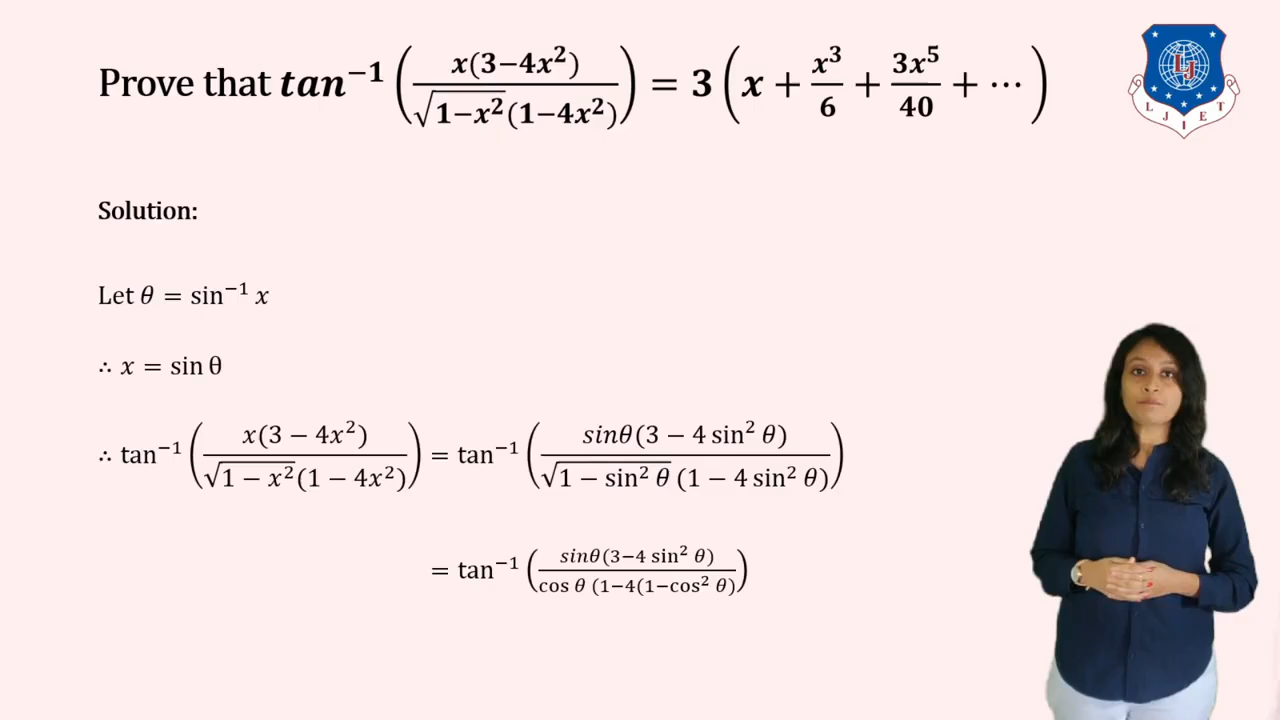 Prove that tan⁻¹(x(3−4x²)/(√(1−x²)(1−4x²))) = 3(x + x³/6 + 3x⁵/40 + ⋯)
LJ
L J I E T
Solution:
Let θ = sin⁻¹ x
∴ x = sin θ
∴ tan⁻¹(x(3 − 4x²)/(√(1 − x²)(1 − 4x²))) = tan⁻¹(sinθ(3 − 4 sin² θ)/(√(1 − sin² θ) (1 − 4 sin² θ)))
= tan⁻¹(sinθ(3−4 sin² θ)/(cos θ (1−4(1−cos² θ)))